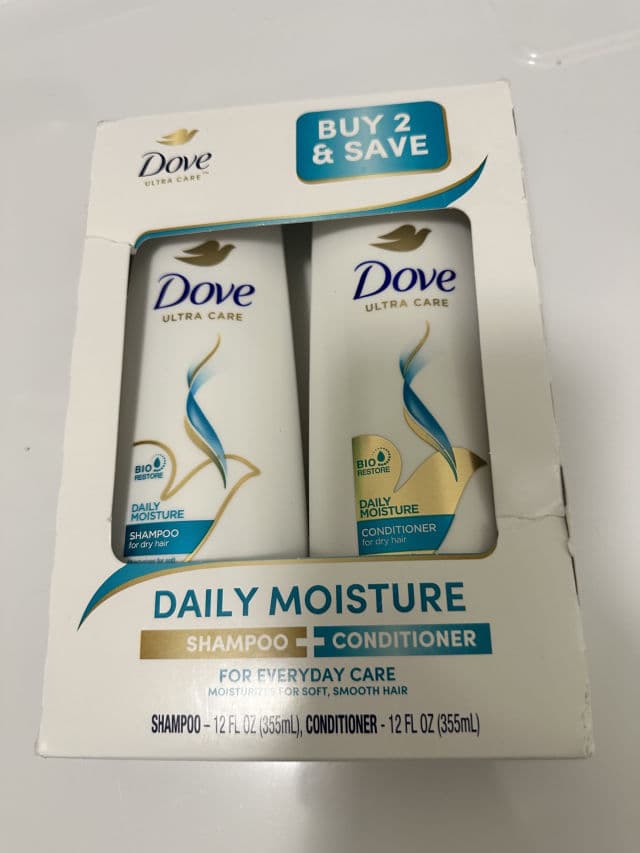 Dove
ULTRA CARE™
BUY 2
& SAVE
Dove
ULTRA CARE
BIO
RESTORE
DAILY
MOISTURE
SHAMPOO
for dry hair
Dove
ULTRA CARE
BIO
RESTORE
DAILY
MOISTURE
CONDITIONER
for dry hair
DAILY MOISTURE
SHAMPOO + CONDITIONER
FOR EVERYDAY CARE
MOISTURIZES FOR SOFT, SMOOTH HAIR
SHAMPOO – 12 FL OZ (355mL), CONDITIONER - 12 FL OZ (355mL)